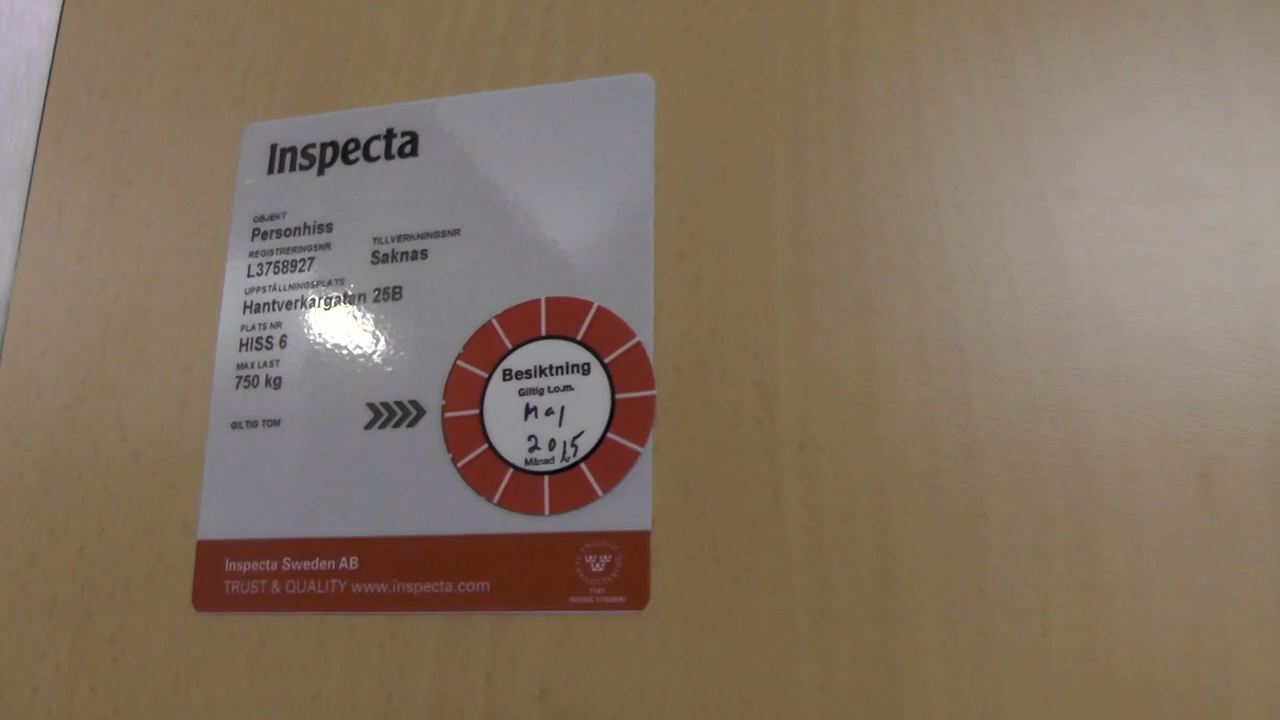 Inspecta
OBJEKT
Personhiss
REGISTRERINGSNR TILLVERKNINGSNR
L3758927 Saknas
UPPSTÄLLNINGSPLATS
Hantverkargatan 25B
PLATS NR
HISS 6
MAX LAST
750 kg
GILTIG TOM
Besiktning
Giltig t.o.m.
Maj
2015
Månad År
Inspecta Sweden AB
TRUST & QUALITY www.inspecta.com